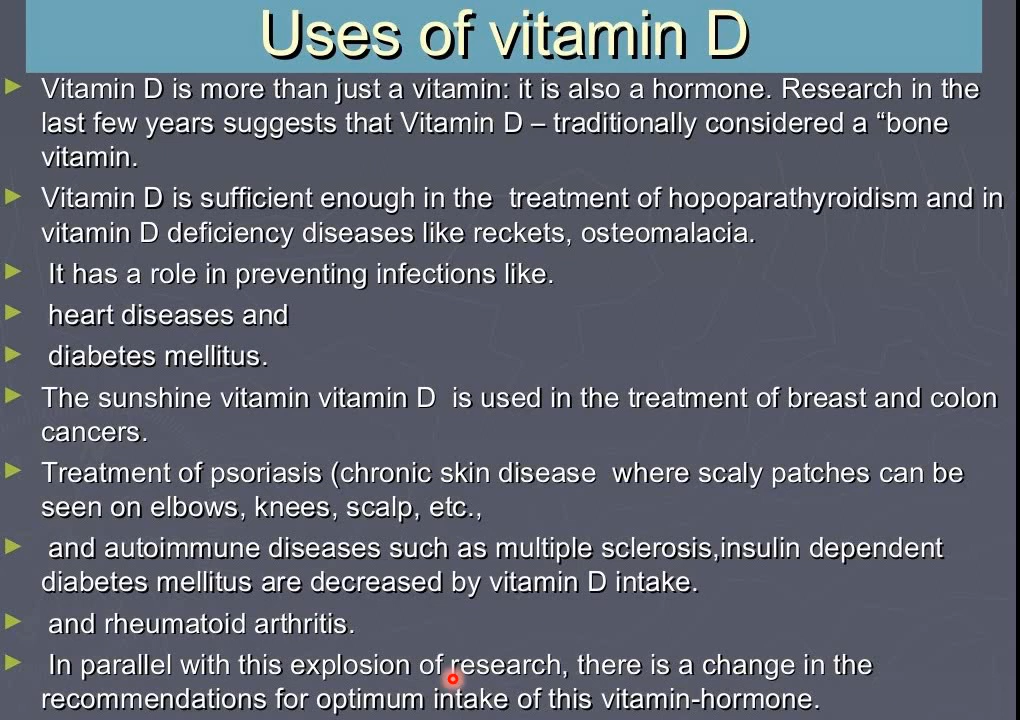 Uses of vitamin D
Vitamin D is more than just a vitamin: it is also a hormone. Research in the
last few years suggests that Vitamin D – traditionally considered a “bone
vitamin.
Vitamin D is sufficient enough in the treatment of hopoparathyroidism and in
vitamin D deficiency diseases like reckets, osteomalacia.
It has a role in preventing infections like.
heart diseases and
diabetes mellitus.
The sunshine vitamin vitamin D is used in the treatment of breast and colon
cancers.
Treatment of psoriasis (chronic skin disease where scaly patches can be
seen on elbows, knees, scalp, etc.,
and autoimmune diseases such as multiple sclerosis,insulin dependent
diabetes mellitus are decreased by vitamin D intake.
and rheumatoid arthritis.
In parallel with this explosion of research, there is a change in the
recommendations for optimum intake of this vitamin-hormone.